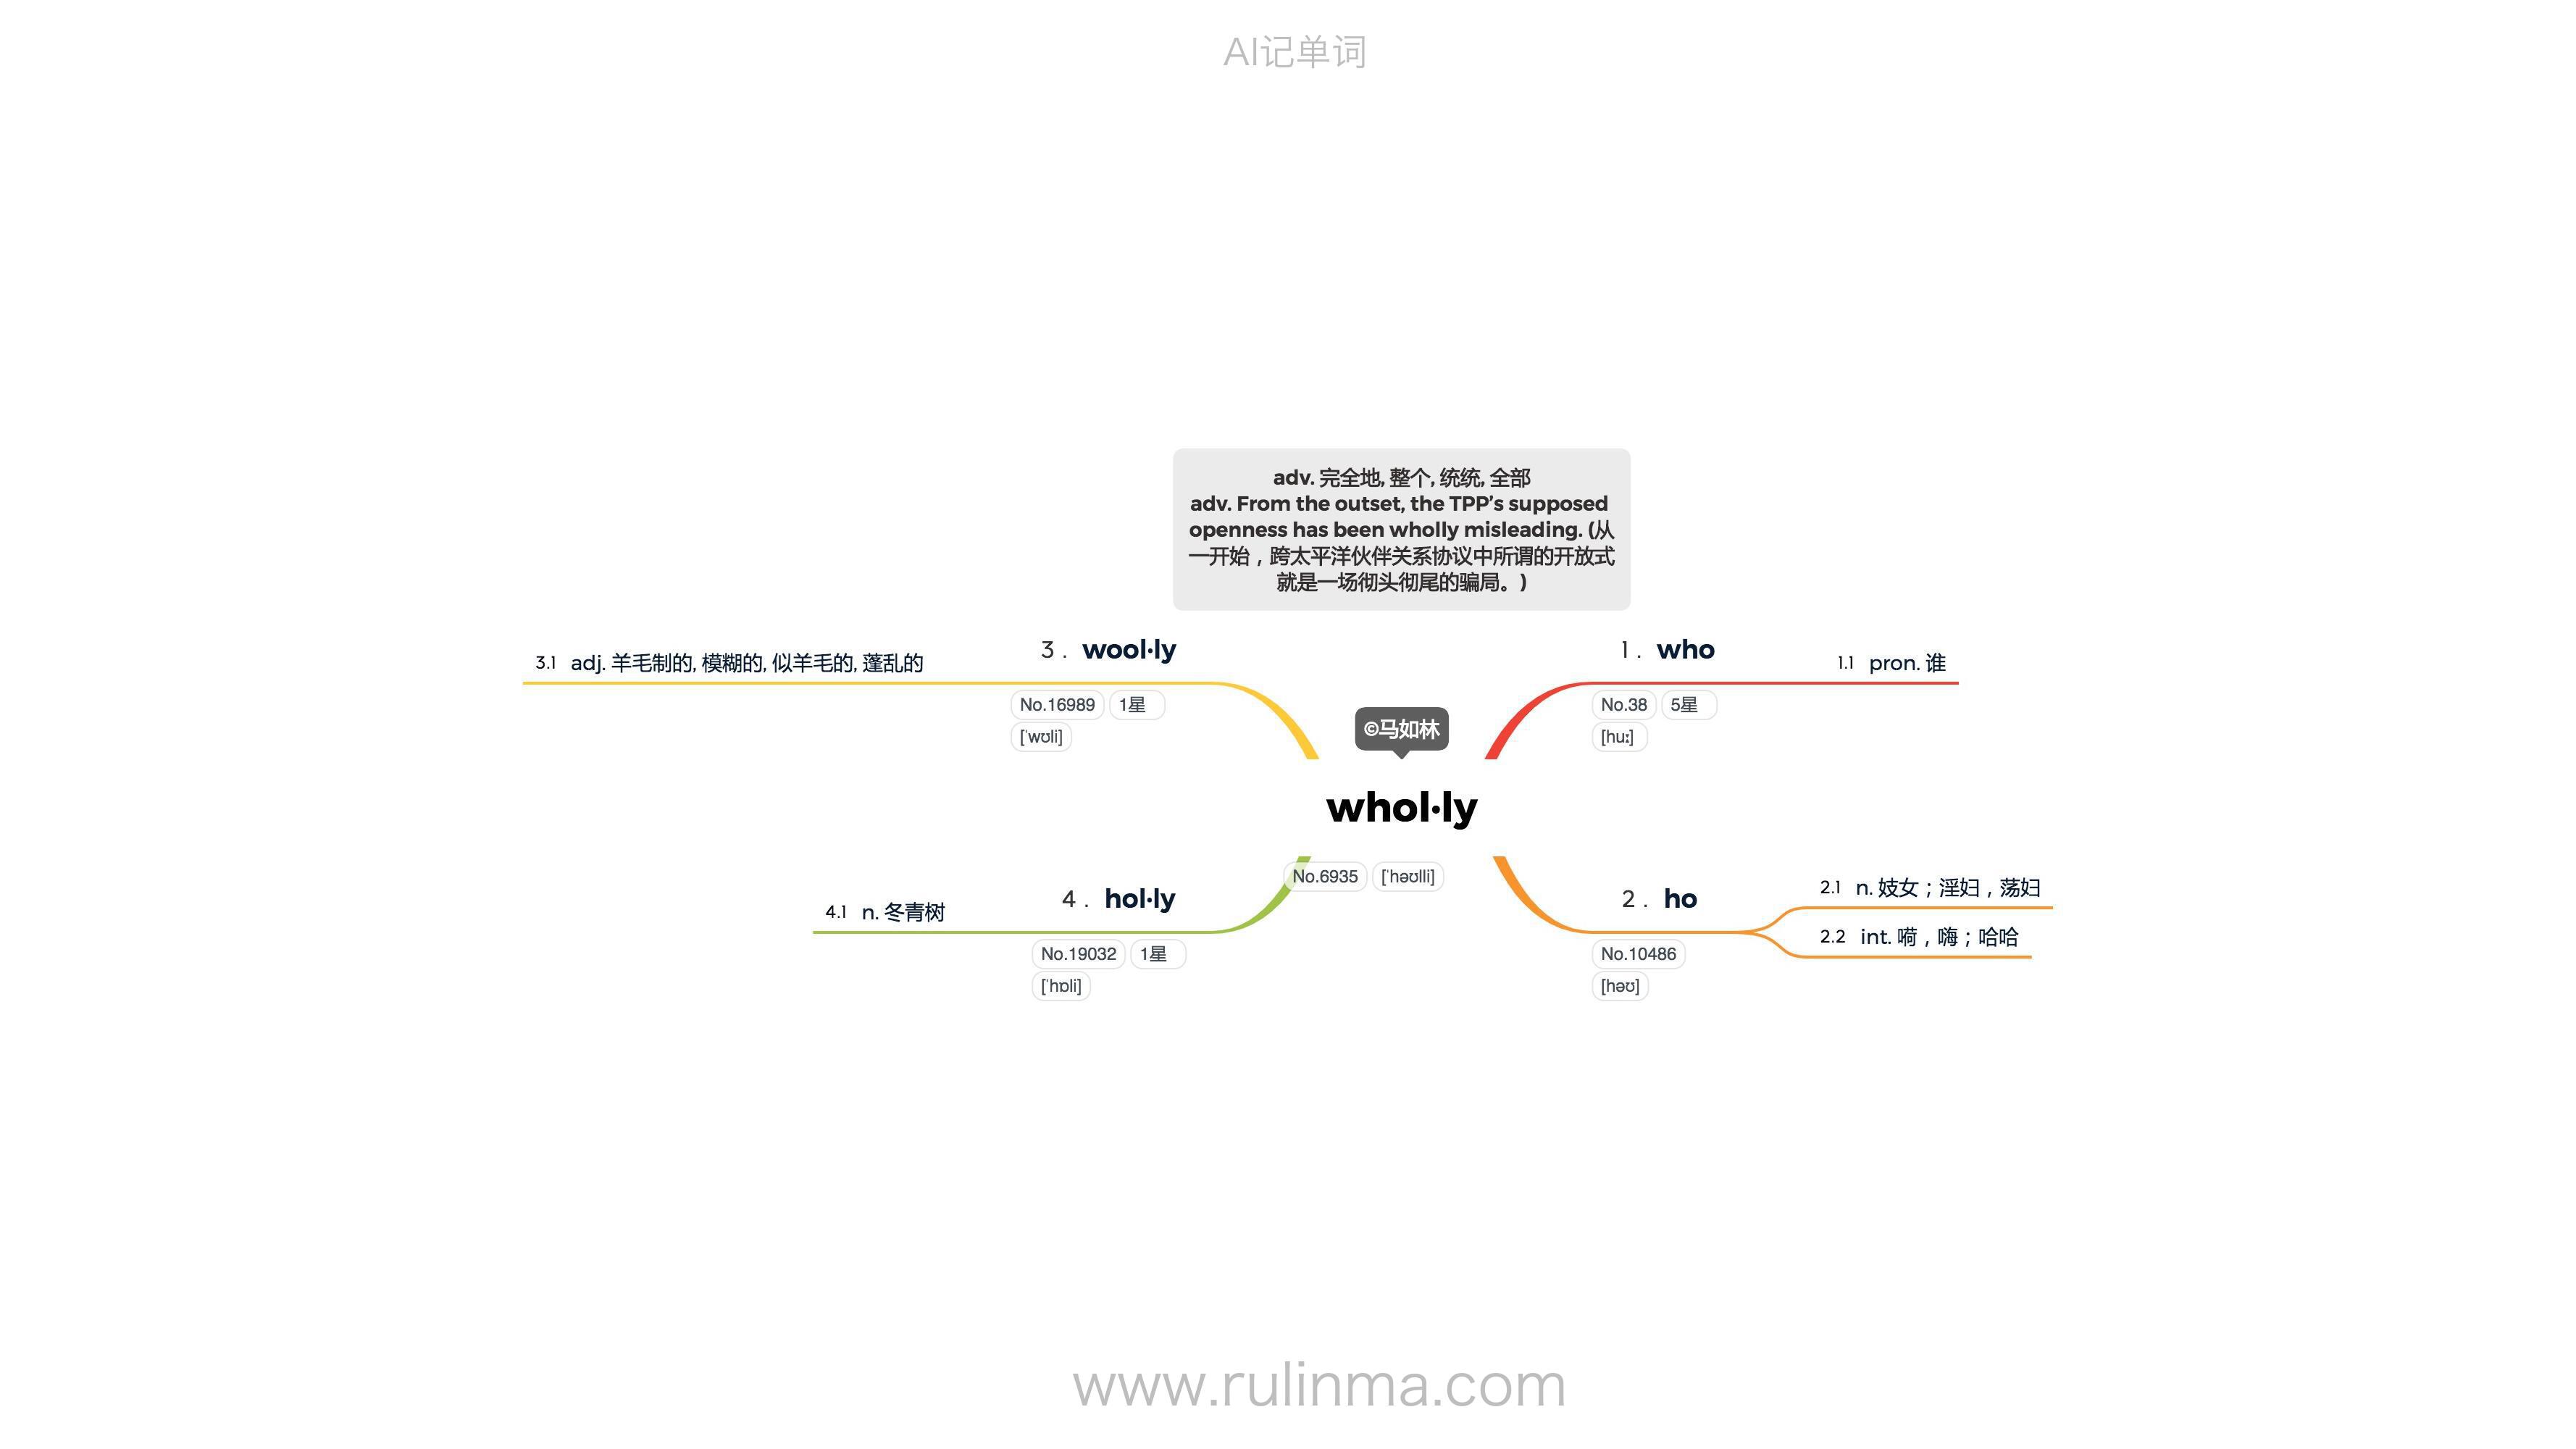 AI记单词
adv. 完全地, 整个, 统统, 全部
adv. From the outset, the TPP’s supposed
openness has been wholly misleading. (从
一开始，跨太平洋伙伴关系协议中所谓的开放式
就是一场彻头彻尾的骗局。)
©马如林
whol·ly
No.6935 [ˈhəʊlli]
1 . who
No.38 5星
[huː]
1.1 pron. 谁
2 . ho
No.10486
[həʊ]
2.1 n. 妓女；淫妇，荡妇
2.2 int. 嗬，嗨；哈哈
3 . wool·ly
No.16989 1星
[ˈwʊli]
3.1 adj. 羊毛制的, 模糊的, 似羊毛的, 蓬乱的
4 . hol·ly
No.19032 1星
[ˈhɒli]
4.1 n. 冬青树
www.rulinma.com